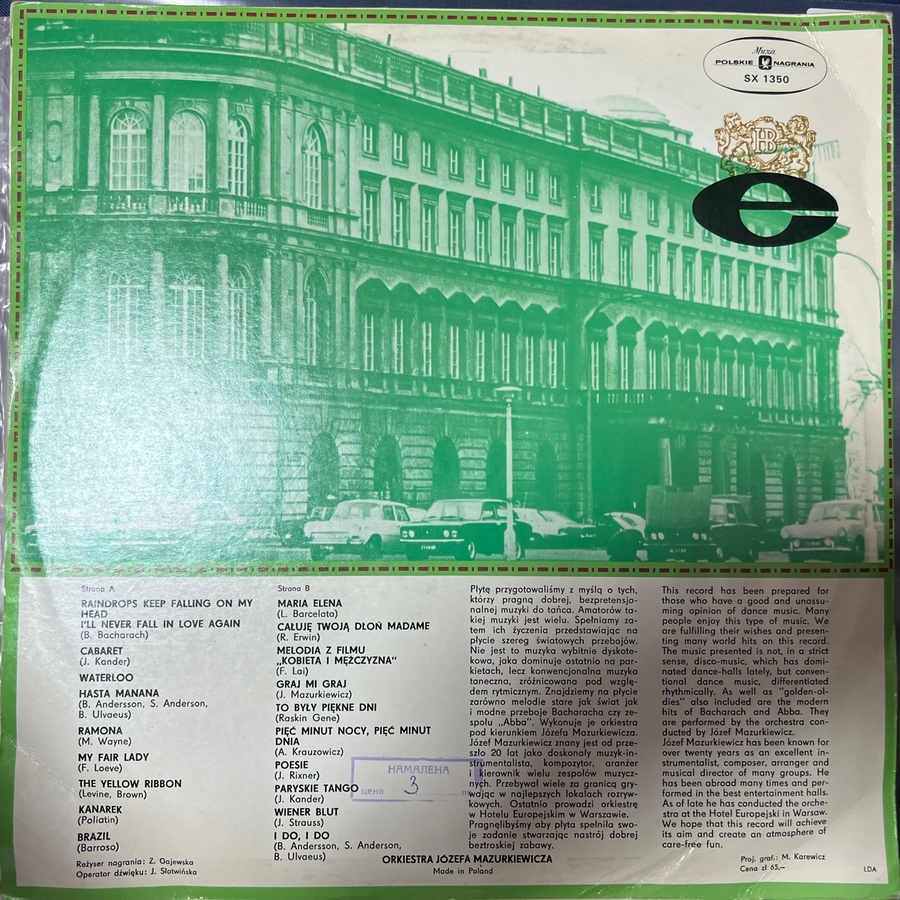 Muza
POLSKIE NAGRANIA
SX 1350
HB
e
Strona A
RAINDROPS KEEP FALLING ON MY
HEAD
I'LL NEVER FALL IN LOVE AGAIN
(B. Bacharach)
CABARET
(J. Kander)
WATERLOO
HASTA MANANA
(B. Andersson, S. Anderson,
B. Ulvaeus)
RAMONA
(M. Wayne)
MY FAIR LADY
(F. Loeve)
THE YELLOW RIBBON
(Levine, Brown)
KANAREK
(Poliatin)
BRAZIL
(Barroso)
Reżyser nagrania: Z. Gajewska
Operator dźwięku: J. Słotwińska
Strona B
MARIA ELENA
(L. Barcelato)
CAŁUJĘ TWOJĄ DŁOŃ MADAME
(R. Erwin)
MELODIA Z FILMU
„KOBIETA I MĘŻCZYZNA"
(F. Lai)
GRAJ MI GRAJ
(J. Mazurkiewicz)
TO BYŁY PIĘKNE DNI
(Raskin Gene)
PIĘĆ MINUT NOCY, PIĘĆ MINUT
DNIA
(A. Krauzowicz)
POESIE
(J. Rixner)
PARYSKIE TANGO
(J. Kander)
WIENER BLUT
(J. Strauss)
I DO, I DO
(B. Andersson, S. Anderson,
B. Ulvaeus)
НАМАЛЕНА
цена 3
ORKIESTRA JÓZEFA MAZURKIEWICZA
Made in Poland
Płytę przygotowaliśmy z myślą o tych,
którzy pragną dobrej, bezpretensjo-
nalnej muzyki do tańca. Amatorów ta-
kiej muzyki jest wielu. Spełniamy za-
tem ich życzenia przedstawiając na
płycie szereg światowych przebojów.
Nie jest to muzyka wybitnie dyskote-
kowa, jaka dominuje ostatnio na par-
kietach, lecz konwencjonalna muzyka
taneczna, zróżnicowana pod wzglę-
dem rytmicznym. Znajdziemy na płycie
zarówno melodie stare jak świat jak
i modne przeboje Bacharacha czy ze-
społu „Abba". Wykonuje je orkiestra
pod kierunkiem Józefa Mazurkiewicza.
Józef Mazurkiewicz znany jest od prze-
szło 20 lat jako doskonały muzyk-in-
strumentalista, kompozytor, aranżer
i kierownik wielu zespołów muzycz-
nych. Przebywał wiele za granicą gry-
wając w najlepszych lokalach rozryw-
kowych. Ostatnio prowadzi orkiestrę
w Hotelu Europejskim w Warszawie.
Pragnęlibyśmy aby płyta spełniła swo-
je zadanie stwarzając nastrój dobrej
beztroskiej zabawy.
This record has been prepared for
those who have a good and unassu-
ming opinion of dance music. Many
people enjoy this type of music. We
are fulfilling their wishes and presen-
ting many world hits on this record.
The music presented is not, in a strict
sense, disco-music, which has domi-
nated dance-halls lately, but conven-
tional dance music, differentiated
rhythmically. As well as "golden-ol-
dies" also included are the modern
hits of Bacharach and Abba. They
are performed by the orchestra con-
ducted by Józef Mazurkiewicz.
Józef Mazurkiewicz has been known for
over twenty years as an excellent in-
strumentalist, composer, arranger and
musical director of many groups. He
has been abroad many times and per-
formed in the best entertainment halls.
As of late he has conducted the orche-
stra at the Hotel Europejski in Warsaw.
We hope that this record will achieve
its aim and create an atmosphere of
care-free fun.
Proj. graf.: M. Karewicz
Cena zł 65,—
LDA